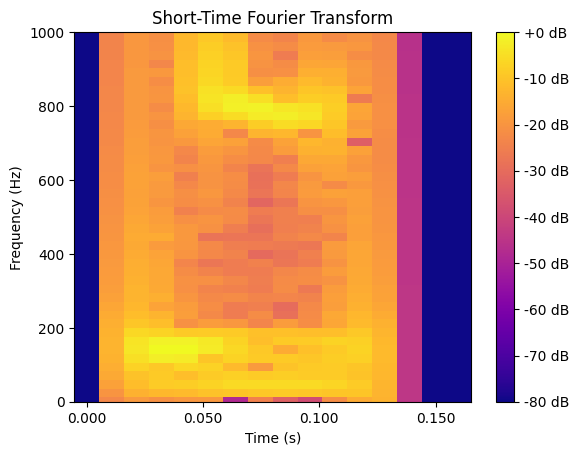 Short-Time Fourier Transform
1000
800
600
400
200
0
Frequency (Hz)
0.000
0.050
0.100
0.150
Time (s)
+0 dB
-10 dB
-20 dB
-30 dB
-40 dB
-50 dB
-60 dB
-70 dB
-80 dB